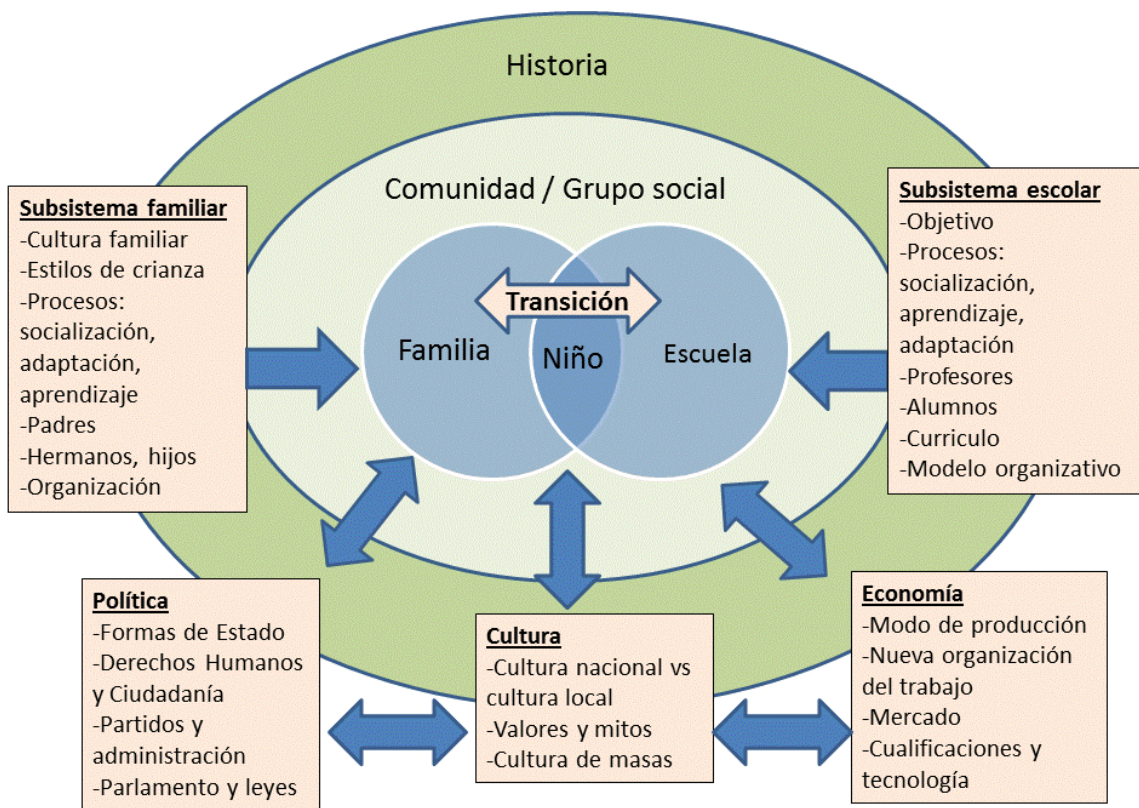 Historia
Comunidad / Grupo social
Subsistema familiar
-Cultura familiar
-Estilos de crianza
-Procesos:
socialización,
adaptación,
aprendizaje
-Padres
-Hermanos, hijos
-Organización
Transición
Familia
Niño
Escuela
Subsistema escolar
-Objetivo
-Procesos:
socialización,
aprendizaje,
adaptación
-Profesores
-Alumnos
-Curriculo
-Modelo organizativo
Política
-Formas de Estado
-Derechos Humanos
y Ciudadanía
-Partidos y
administración
-Parlamento y leyes
Cultura
-Cultura nacional vs
cultura local
-Valores y mitos
-Cultura de masas
Economía
-Modo de producción
-Nueva organización
del trabajo
-Mercado
-Cualificaciones y
tecnología